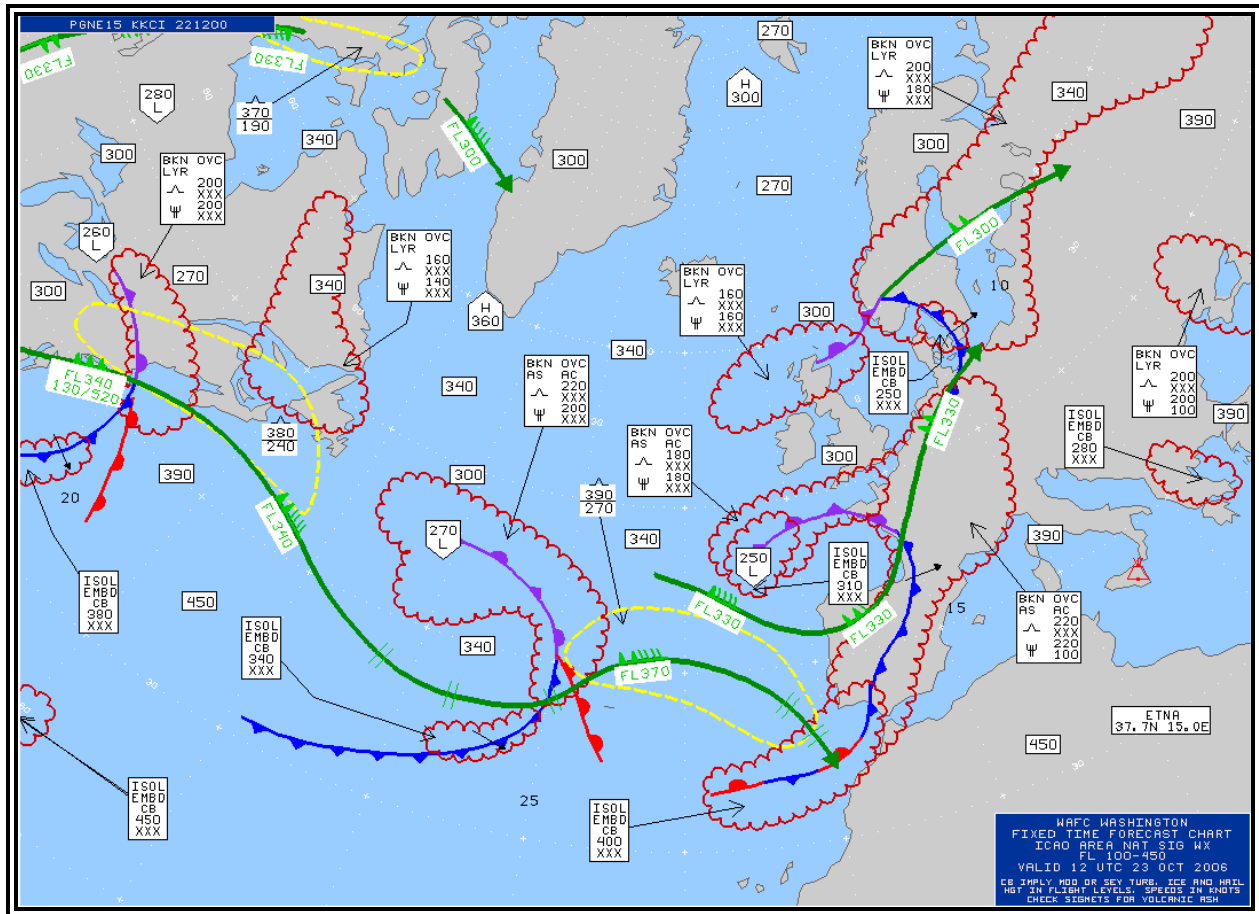 PGNE15 KKCI 221200
FL330
FL330
370
190
280
L
300
340
FL300
300
H
300
270
BKN OVC
LYR
200
XXX
180
XXX
340
390
300
BKN OVC
LYR
200
XXX
200
XXX
260
L
270
300
340
BKN OVC
LYR
160
XXX
140
XXX
H
360
270
FL300
10
BKN OVC
LYR
160
XXX
160
XXX
300
340
FL340
130/520
340
BKN OVC
AS AC
220
XXX
200
XXX
ISOL
EMBD
CB
250
XXX
BKN OVC
LYR
200
XXX
200
100
380
240
FL330
ISOL
EMBD
CB
280
XXX
390
BKN OVC
AS AC
180
XXX
180
XXX
300
390
20
300
390
270
FL340
270
L
340
390
250
L
ISOL
EMBD
CB
310
XXX
ISOL
EMBD
CB
380
XXX
450
ISOL
EMBD
CB
340
XXX
340
FL330
FL330
15
BKN OVC
AS AC
220
XXX
220
100
FL370
ETNA
37.7N 15.0E
450
ISOL
EMBD
CB
450
XXX
25
ISOL
EMBD
CB
400
XXX
WAFC WASHINGTON
FIXED TIME FORECAST CHART
ICAO AREA NAT SIG WX
FL 100-450
VALID 12 UTC 23 OCT 2006
CB IMPLY MOD OR SEV TURB, ICE AND HAIL
HGT IN FLIGHT LEVELS, SPEEDS IN KNOTS
CHECK SIGMETS FOR VOLCANIC ASH